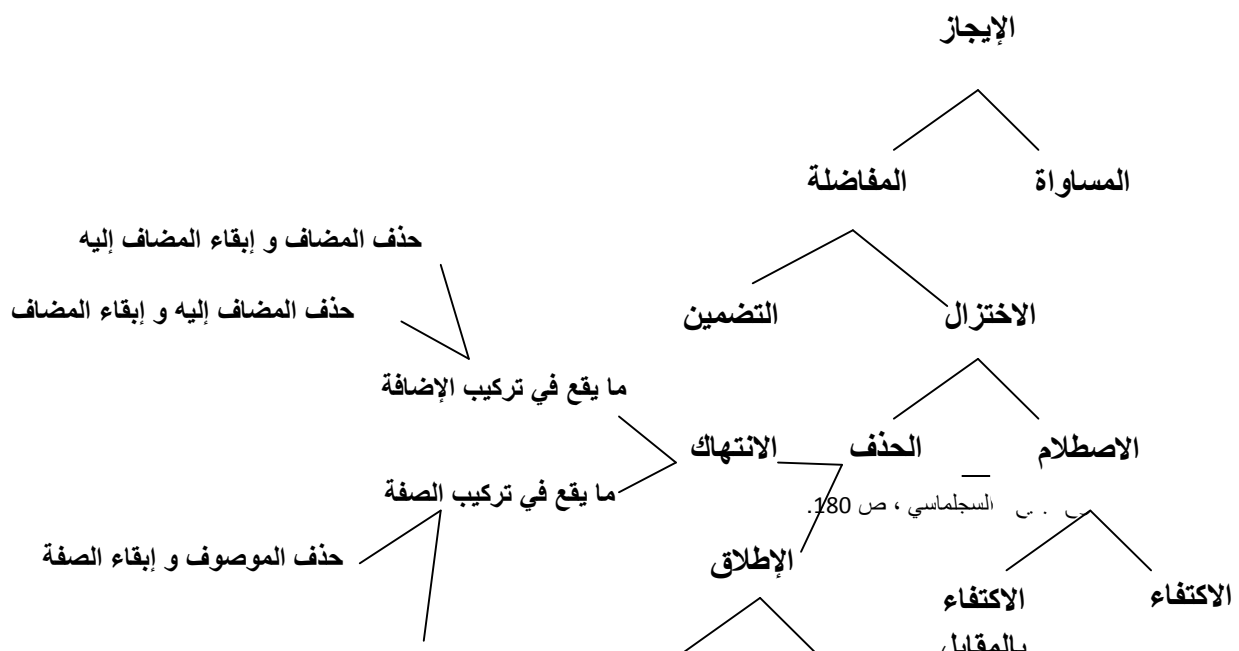 الإيجاز
المساواة
المفاضلة
حذف المضاف و إبقاء المضاف إليه
الاختزال
التضمين
حذف المضاف إليه و إبقاء المضاف
ما يقع في تركيب الإضافة
الاصطلام
الحذف
الانتهاك
ما يقع في تركيب الصفة
السجلماسي ، ص 180.
حذف الموصوف و إبقاء الصفة
الإطلاق
الاكتفاء
الاكتفاء
بالمقابل